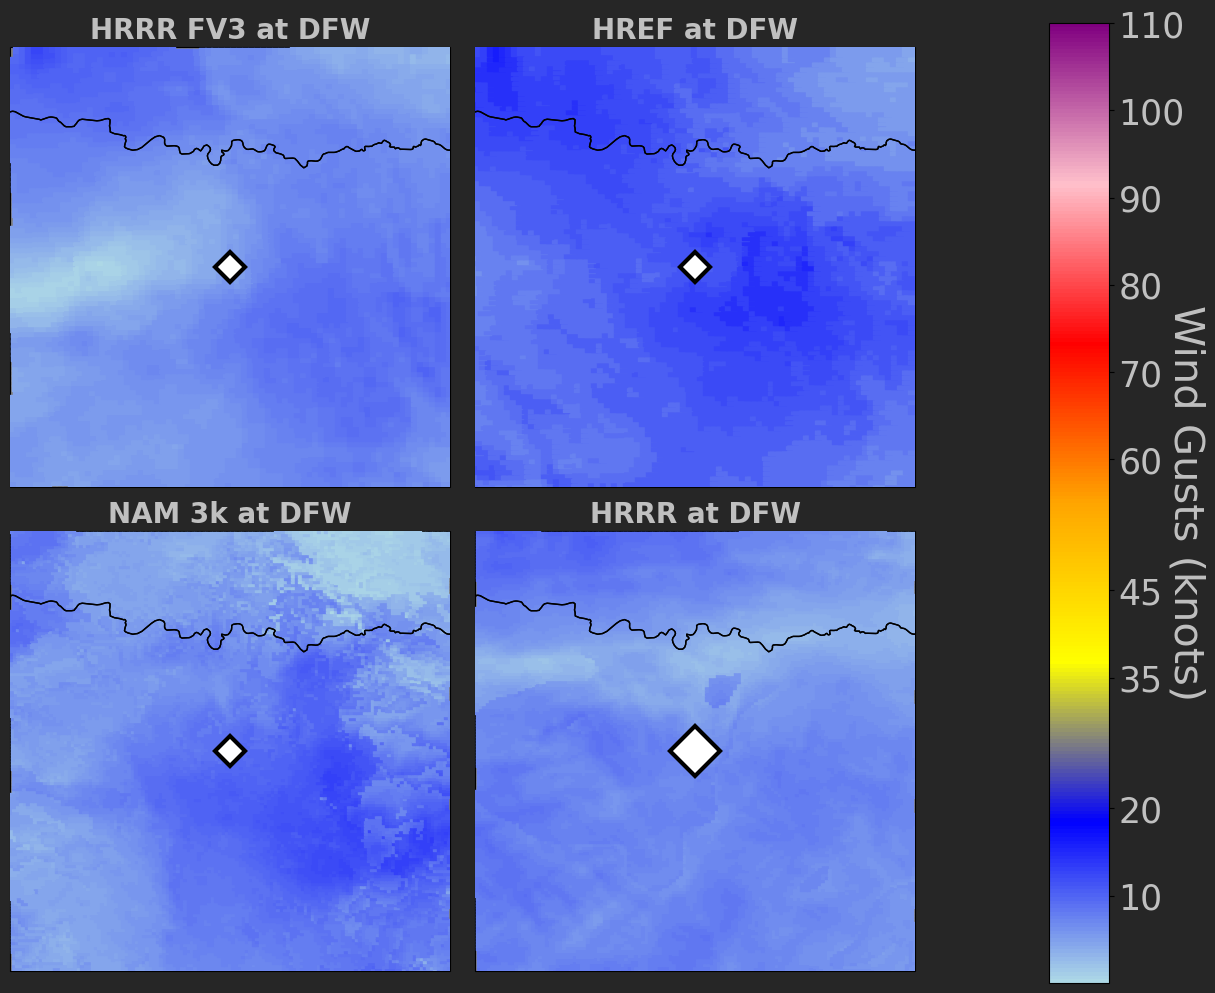 HRRR FV3 at DFW
HREF at DFW
NAM 3k at DFW
HRRR at DFW
110
100
90
80
70
60
45
35
20
10
Wind Gusts (knots)